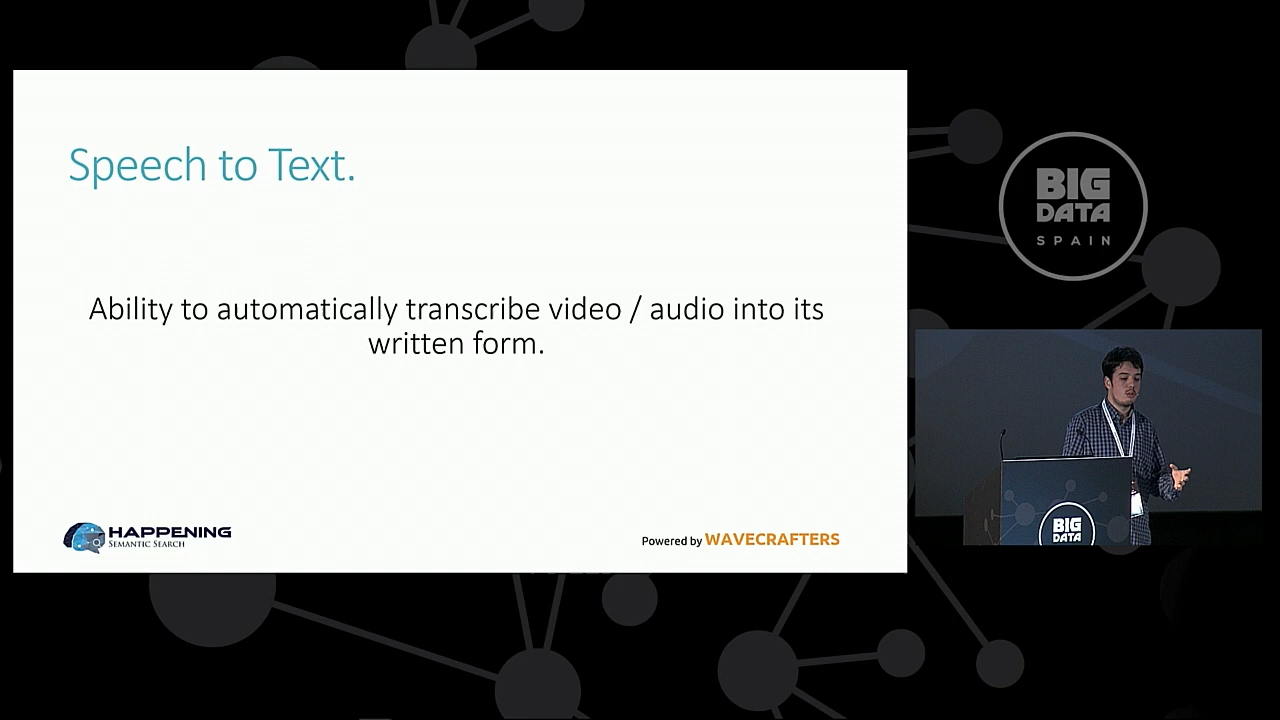 Speech to Text.
Ability to automatically transcribe video / audio into its
written form.
HAPPENING
SEMANTIC SEARCH
Powered by WAVECRAFTERS
BIG
DATA
SPAIN
BIG
DATA